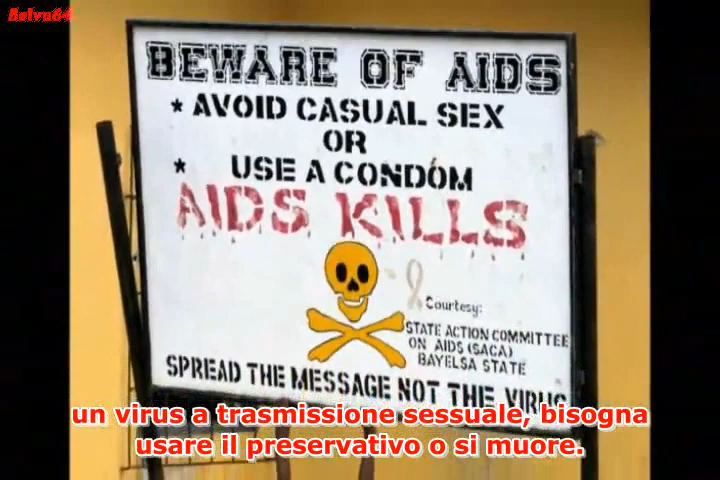 Belva64
BEWARE OF AIDS
* AVOID CASUAL SEX
OR
* USE A CONDOM
AIDS KILLS
Courtesy:
STATE ACTION COMMITTEE
ON AIDS (SACA)
BAYELSA STATE
SPREAD THE MESSAGE NOT THE VIRUS
un virus a trasmissione sessuale, bisogna
usare il preservativo o si muore.